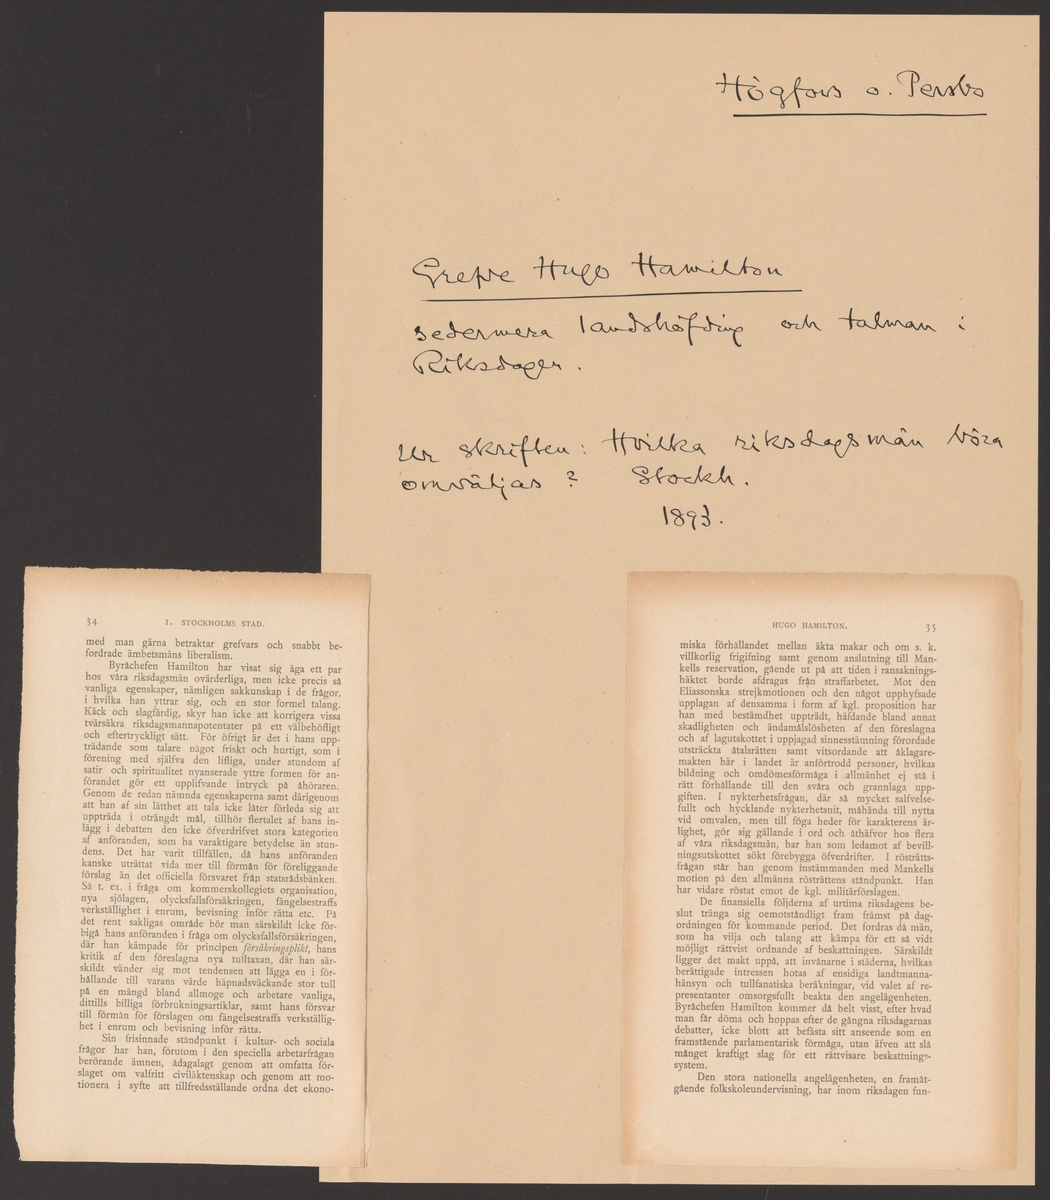 Högfors o. Persbo
Grefve Hugo Hamilton
sedermera landshöfding och talman i
Riksdagen.
Ur skriften: Hvilka riksdagsmän böra
omväljas? Stockh.
1893.
34 I. STOCKHOLMS STAD.
med man gärna betraktar grefvars och snabbt be-
fordrade ämbetsmäns liberalism.
Byråchefen Hamilton har visat sig äga ett par
hos våra riksdagsmän ovärderliga, men icke precis så
vanliga egenskaper, nämligen sakkunskap i de frågor,
i hvilka han yttrar sig, och en stor formel talang.
Käck och slagfärdig, skyr han icke att korrigera vissa
tvärsäkra riksdagsmannapotentater på ett välbehöfligt
och eftertryckligt sätt. För öfrigt är det i hans upp-
trädande som talare något friskt och hurtigt, som i
förening med själfva den lifliga, under stundom af
satir och spiritualitet nyanserade yttre formen för an-
förandet gör ett upplifvande intryck på åhöraren.
Genom de redan nämnda egenskaperna samt därigenom
att han af sin lätthet att tala icke låter förleda sig att
uppträda i oträngdt mål, tillhör flertalet af hans in-
lägg i debatten den icke öfverdrifvet stora kategorien
af anföranden, som ha varaktigare betydelse än stun-
dens. Det har varit tillfällen, då hans anföranden
kanske uträttat vida mer till förmån för föreliggande
förslag än det officiella försvaret från statsrådsbänken.
Så t. ex. i fråga om kommerskollegiets organisation,
nya sjölagen, olycksfallsförsäkringen, fängelsestraffs
verkställighet i enrum, bevisning inför rätta etc. På
det rent sakligas område bör man särskildt icke för-
bigå hans anföranden i fråga om olycksfallsförsäkringen,
där han kämpade för principen försäkringsplikt, hans
kritik af den föreslagna nya tulltaxan, där han sär-
skildt vänder sig mot tendensen att lägga en i för-
hållande till varans värde häpnadsväckande stor tull
på en mängd bland allmoge och arbetare vanliga,
dittills billiga förbrukningsartiklar, samt hans försvar
till förmån för förslagen om fängelsestraffs verkställig-
het i enrum och bevisning inför rätta.
Sin frisinnade ståndpunkt i kultur- och sociala
frågor har han, förutom i den speciella arbetarfrågan
berörande ämnen, ådagalagt genom att omfatta för-
slaget om valfritt civiläktenskap och genom att mo-
tionera i syfte att tillfredsställande ordna det ekono-
HUGO HAMILTON. 35
miska förhållandet mellan äkta makar och om s. k.
villkorlig frigifning samt genom anslutning till Man-
kells reservation, gående ut på att tiden i ransaknings-
häktet borde afdragas från straffarbetet. Mot den
Eliassonska strejkmotionen och den något upphyfsade
upplagan af densamma i form af kgl. proposition har
han med bestämdhet uppträdt, häfdande bland annat
skadligheten och ändamålslösheten af den föreslagna
och af lagutskottet i uppjagad sinnesstämning förordade
utsträckta åtalsrätten samt vitsordande att åklagare-
makten här i landet är anförtrodd personer, hvilkas
bildning och omdömesförmåga i allmänhet ej stå i
rätt förhållande till den svåra och grannlaga upp-
giften. I nykterhetsfrågan, där så mycket salfvelse-
fullt och hycklande nykterhetsnit, måhända till nytta
vid omvalen, men till föga heder för karakterens är-
lighet, gör sig gällande i ord och åthäfvor hos flera
af våra riksdagsmän, har han som ledamot af bevill-
ningsutskottet sökt förebygga öfverdrifter. I rösträtts-
frågan står han genom instämmanden med Mankells
motion på den allmänna rösträttens ståndpunkt. Han
har vidare röstat emot de kgl. militärförslagen.
De finansiella följderna af urtima riksdagens be-
slut tränga sig oemotståndligt fram främst på dag-
ordningen för kommande period. Det fordras då män,
som ha vilja och talang att kämpa för ett så vidt
möjligt rättvist ordnande af beskattningen. Särskildt
ligger det makt uppå, att invånarne i städerna, hvilkas
berättigade intressen hotas af ensidiga landtmanna-
hänsyn och tullfanatiska beräkningar, vid valet af re-
presentanter omsorgsfullt beakta den angelägenheten.
Byråchefen Hamilton kommer då helt visst, efter hvad
man får döma och hoppas efter de gångna riksdagarnas
debatter, icke blott att befästa sitt anseende som en
framstående parlamentarisk förmåga, utan äfven att slå
månget kraftigt slag för ett rättvisare beskattnings-
system.
Den stora nationella angelägenheten, en framåt-
gående folkskoleundervisning, har inom riksdagen fun-